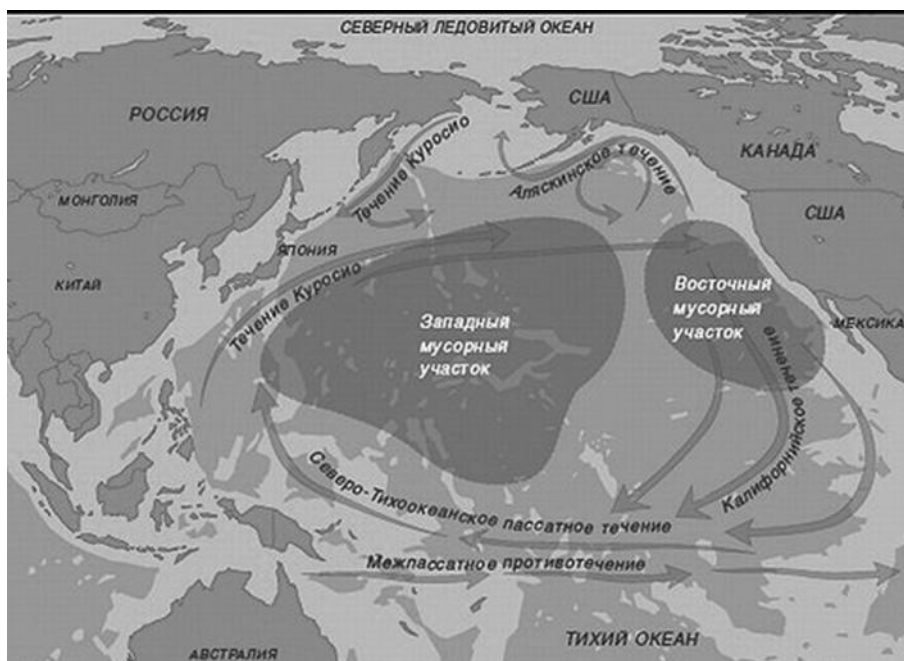 СЕВЕРНЫЙ ЛЕДОВИТЫЙ ОКЕАН
США
РОССИЯ
КАНАДА
Течение Куросио
Аляскинское течение
МОНГОЛИЯ
США
ЯПОНИЯ
КИТАЙ
Течение Куросио
Восточный
мусорный
участок
Западный
мусорный
участок
МЕКСИКА
Калифорнийское течение
Северо-Тихоокеанское пассатное течение
Межпассатное противотечение
ТИХИЙ ОКЕАН
АВСТРАЛИЯ